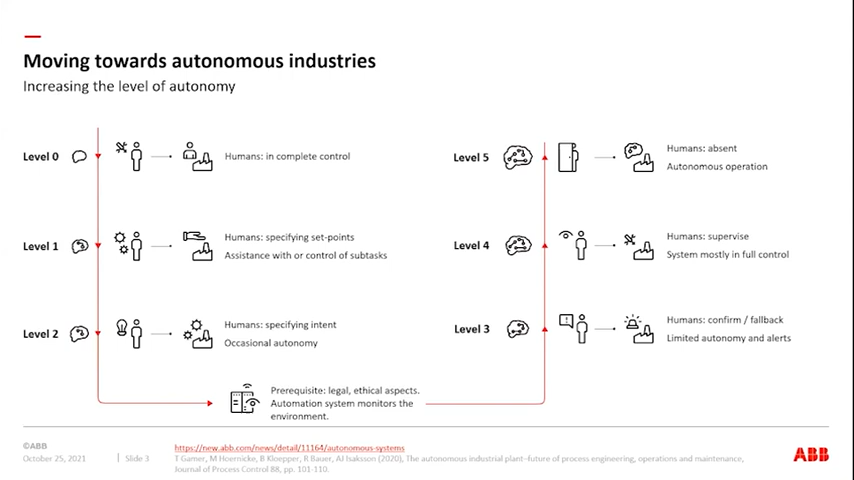 Moving towards autonomous industries
Increasing the level of autonomy
Level 0
Humans: in complete control
Level 1
Humans: specifying set-points
Assistance with or control of subtasks
Level 2
Humans: specifying intent
Occasional autonomy
Prerequisite: legal, ethical aspects.
Automation system monitors the
environment.
Level 5
Humans: absent
Autonomous operation
Level 4
Humans: supervise
System mostly in full control
Level 3
Humans: confirm / fallback
Limited autonomy and alerts
©ABB
October 25, 2021
Slide 3
https://new.abb.com/news/detail/11164/autonomous-systems
T Gamer, M Hoernicke, B Kloepper, R Bauer, AJ Isaksson (2020), The autonomous industrial plant–future of process engineering, operations and maintenance,
Journal of Process Control 88, pp. 101-110.
ABB